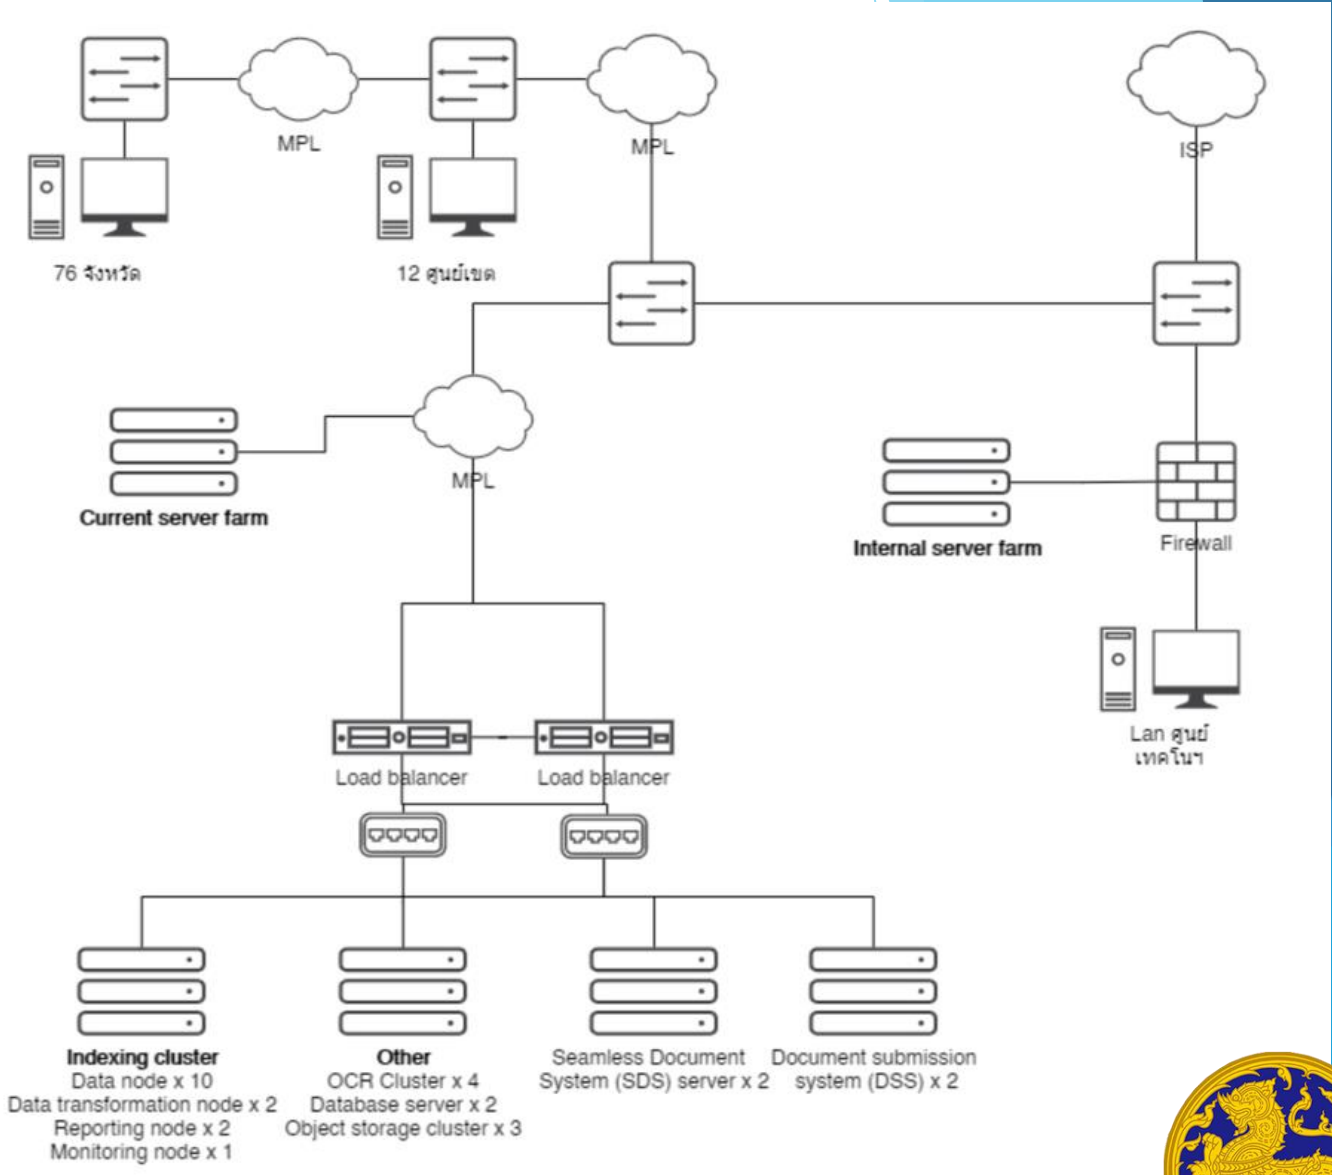 MPL
MPL
ISP
76 จังหวัด
12 ศูนย์เขต
MPL
Current server farm
Internal server farm
Firewall
Lan ศูนย์
เทคโนฯ
Load balancer
Load balancer
Indexing cluster
Data node x 10
Data transformation node x 2
Reporting node x 2
Monitoring node x 1
Other
OCR Cluster x 4
Database server x 2
Object storage cluster x 3
Seamless Document
System (SDS) server x 2
Document submission
system (DSS) x 2